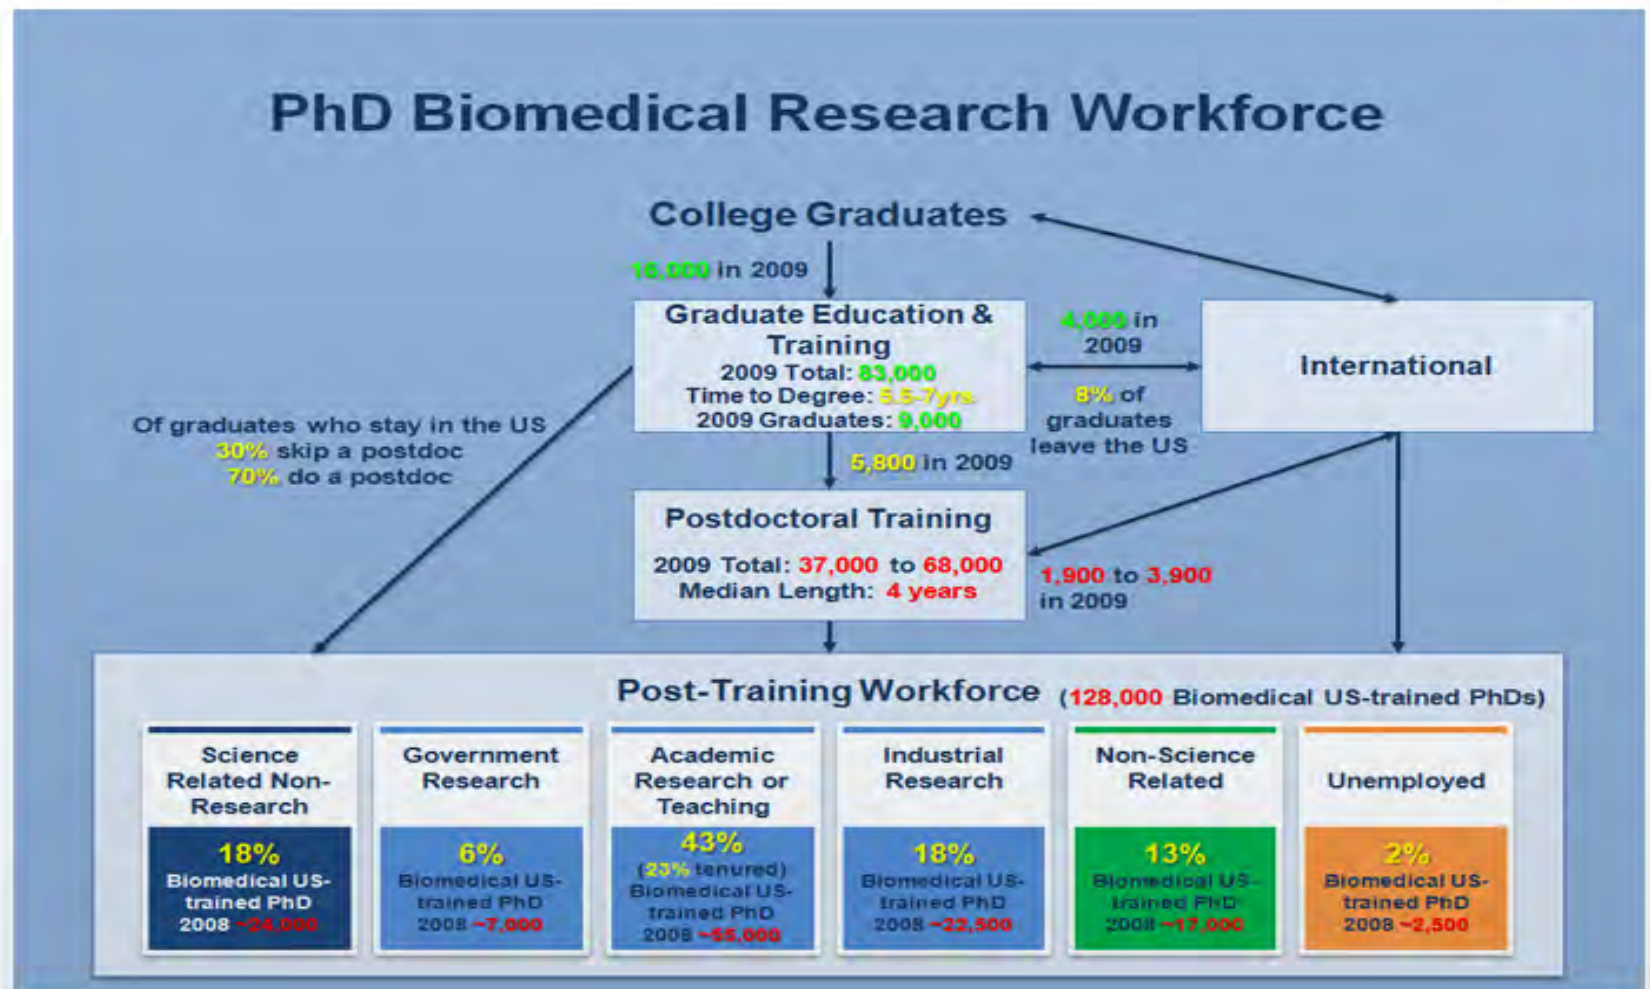 PhD Biomedical Research Workforce
College Graduates
16,000 in 2009
Graduate Education &
Training
2009 Total: 83,000
Time to Degree: 5.5-7yrs
2009 Graduates: 9,000
4,000 in
2009
8% of
graduates
leave the US
International
Of graduates who stay in the US
30% skip a postdoc
70% do a postdoc
5,800 in 2009
Postdoctoral Training
2009 Total: 37,000 to 68,000
Median Length: 4 years
1,900 to 3,900
in 2009
Post-Training Workforce (128,000 Biomedical US-trained PhDs)
Science
Related Non-
Research
18%
Biomedical US-
trained PhD
2008 ~24,000
Government
Research
6%
Biomedical US-
trained PhD
2008 ~7,000
Academic
Research or
Teaching
43%
(23% tenured)
Biomedical US-
trained PhD
2008 ~55,000
Industrial
Research
18%
Biomedical US-
trained PhD
2008 ~22,500
Non-Science
Related
13%
Biomedical US-
trained PhD
2008 ~17,000
Unemployed
2%
Biomedical US-
trained PhD
2008 ~2,500